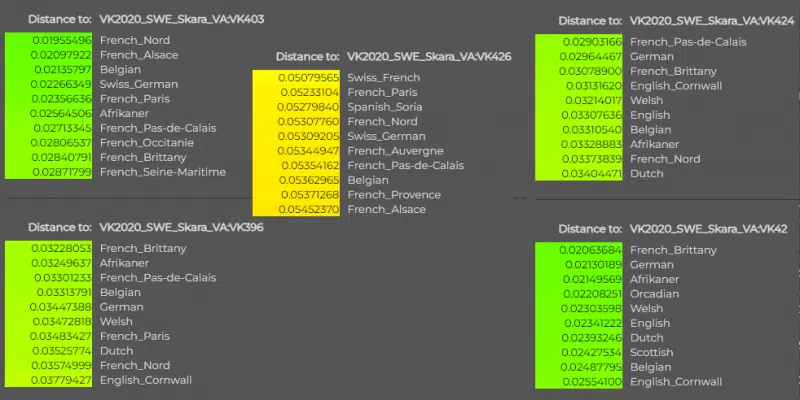 Distance to: VK2020_SWE_Skara_VA:VK403
0.01955496 French_Nord
0.02097922 French_Alsace
0.02135797 Belgian
0.02266349 Swiss_German
0.02356636 French_Paris
0.02564506 Afrikaner
0.02713345 French_Pas-de-Calais
0.02806537 French_Occitanie
0.02840791 French_Brittany
0.02871799 French_Seine-Maritime
Distance to: VK2020_SWE_Skara_VA:VK426
0.05079565 Swiss_French
0.05233104 French_Paris
0.05279840 Spanish_Soria
0.05307760 French_Nord
0.05309205 Swiss_German
0.05344947 French_Auvergne
0.05354162 French_Pas-de-Calais
0.05362965 Belgian
0.05371268 French_Provence
0.05452370 French_Alsace
Distance to: VK2020_SWE_Skara_VA:VK424
0.02903166 French_Pas-de-Calais
0.02964467 German
0.03078900 French_Brittany
0.03131620 English_Cornwall
0.03214017 Welsh
0.03307636 English
0.03310540 Belgian
0.03328883 Afrikaner
0.03373839 French_Nord
0.03404471 Dutch
Distance to: VK2020_SWE_Skara_VA:VK396
0.03228053 French_Brittany
0.03249637 Afrikaner
0.03301233 French_Pas-de-Calais
0.03313791 Belgian
0.03447388 German
0.03472818 Welsh
0.03483427 French_Paris
0.03525774 Dutch
0.03574999 French_Nord
0.03779427 English_Cornwall
Distance to: VK2020_SWE_Skara_VA:VK42
0.02063684 French_Brittany
0.02130189 German
0.02149569 Afrikaner
0.02208251 Orcadian
0.02303598 Welsh
0.02341222 English
0.02393246 Dutch
0.02427534 Scottish
0.02487795 Belgian
0.02554100 English_Cornwall